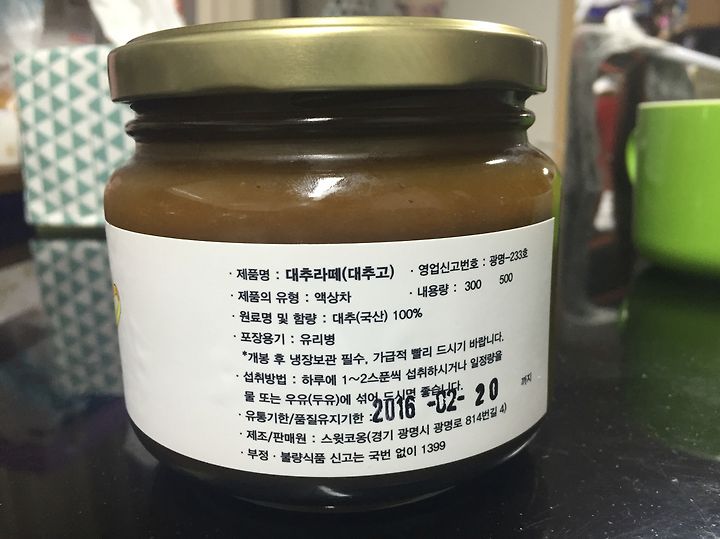 · 제품명 : 대추라떼(대추고) · 영업신고번호 : 광명-233호
· 제품의 유형 : 액상차 · 내용량 : 300 500
· 원료명 및 함량 : 대추(국산) 100%
· 포장용기 : 유리병
*개봉 후 냉장보관 필수, 가급적 빨리 드시기 바랍니다.
· 섭취방법 : 하루에 1~2스푼씩 섭취하시거나 일정량을
물 또는 우유(두유)에 섞어 드시면 좋습니다.
· 유통기한/품질유지기한 : 2016-02-20 까지
· 제조/판매원 : 스윗코옹(경기 광명시 광명로 814번길 4)
· 부정·불량식품 신고는 국번 없이 1399